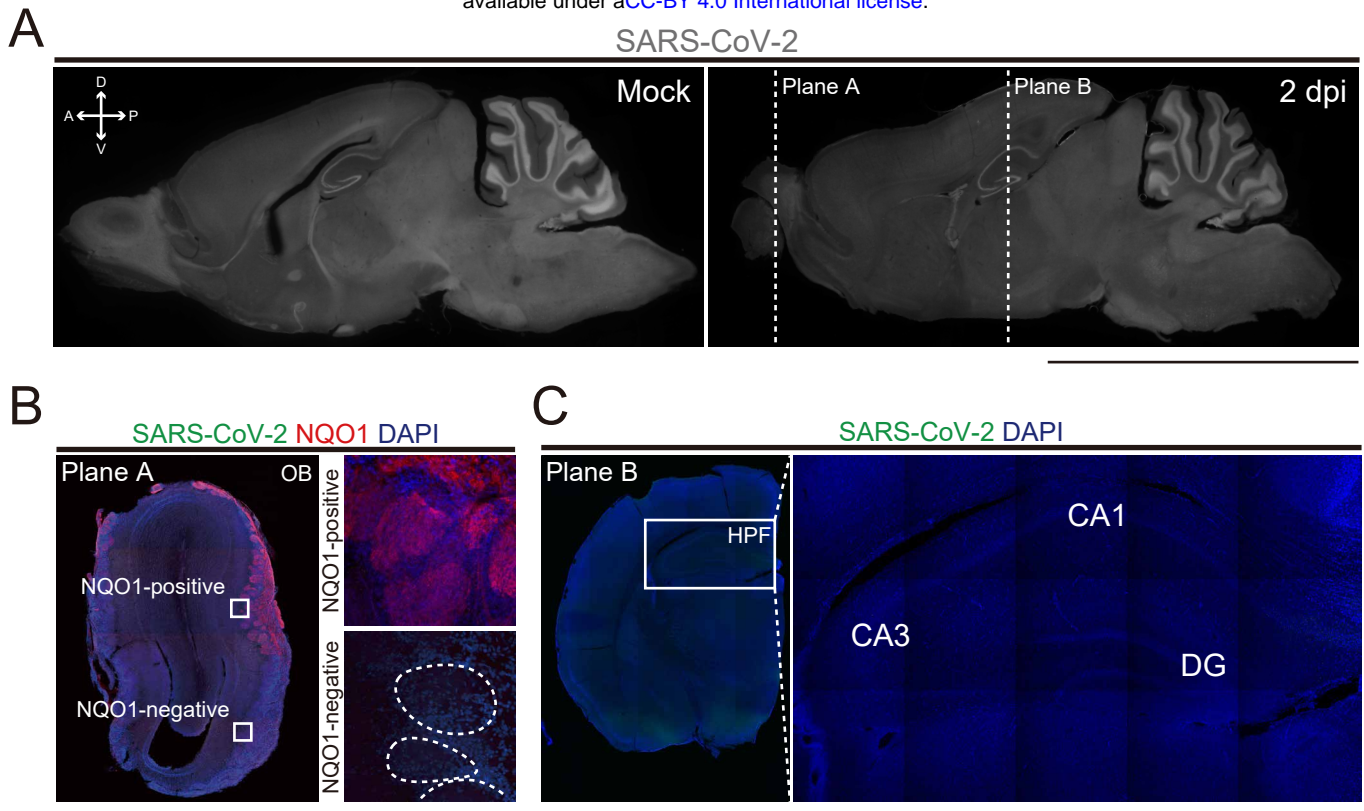 available under aCC-BY 4.0 International license.
A
SARS-CoV-2
D
A
P
V
Mock
Plane A
Plane B
2 dpi
B
SARS-CoV-2 NQO1 DAPI
Plane A
OB
NQO1-positive
NQO1-negative
NQO1-positive
NQO1-negative
C
SARS-CoV-2 DAPI
Plane B
HPF
CA1
CA3
DG